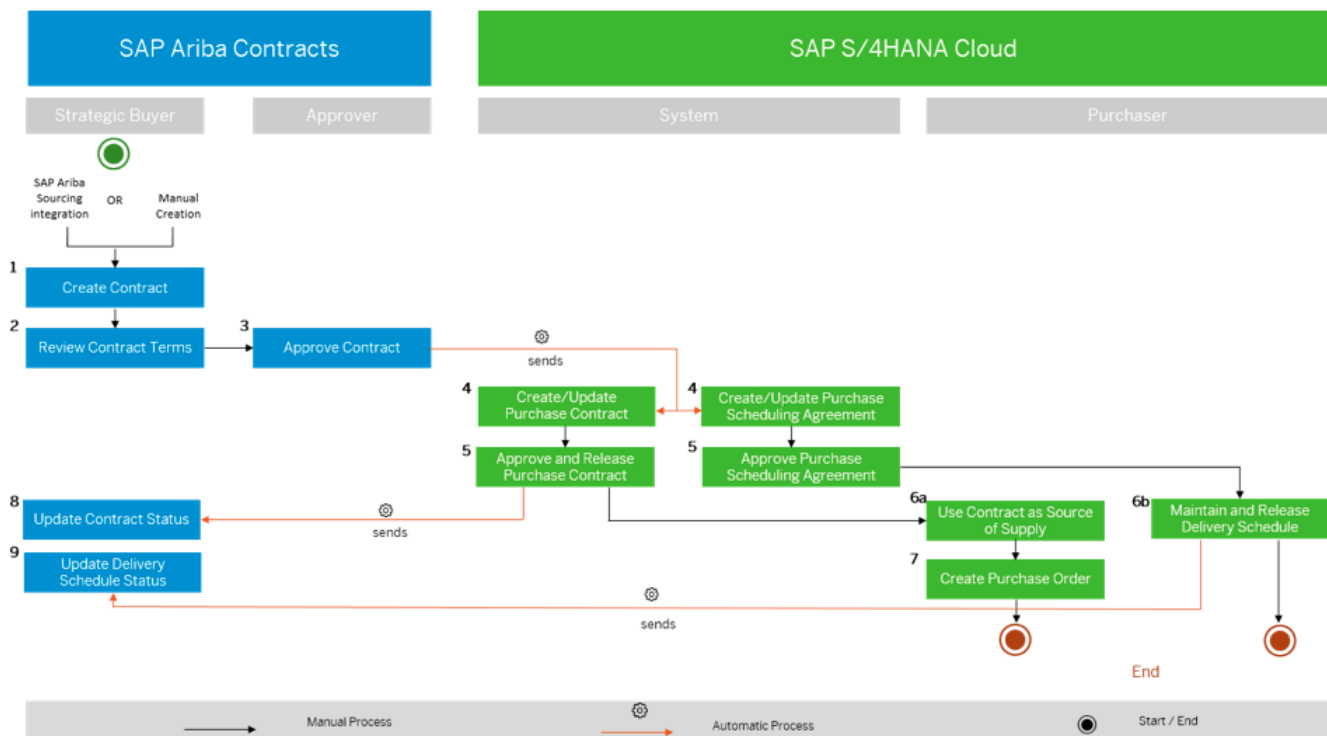 SAP Ariba Contracts
SAP S/4HANA Cloud
Strategic Buyer
Approver
System
Purchaser
SAP Ariba
Sourcing
integration
OR
Manual
Creation
1
Create Contract
2
Review Contract Terms
3
Approve Contract
sends
4
Create/Update
Purchase Contract
4
Create/Update Purchase
Scheduling Agreement
5
Approve and Release
Purchase Contract
5
Approve Purchase
Scheduling Agreement
8
Update Contract Status
sends
6a
Use Contract as Source
of Supply
6b
Maintain and Release
Delivery Schedule
9
Update Delivery
Schedule Status
7
Create Purchase Order
sends
End
Manual Process
Automatic Process
Start / End